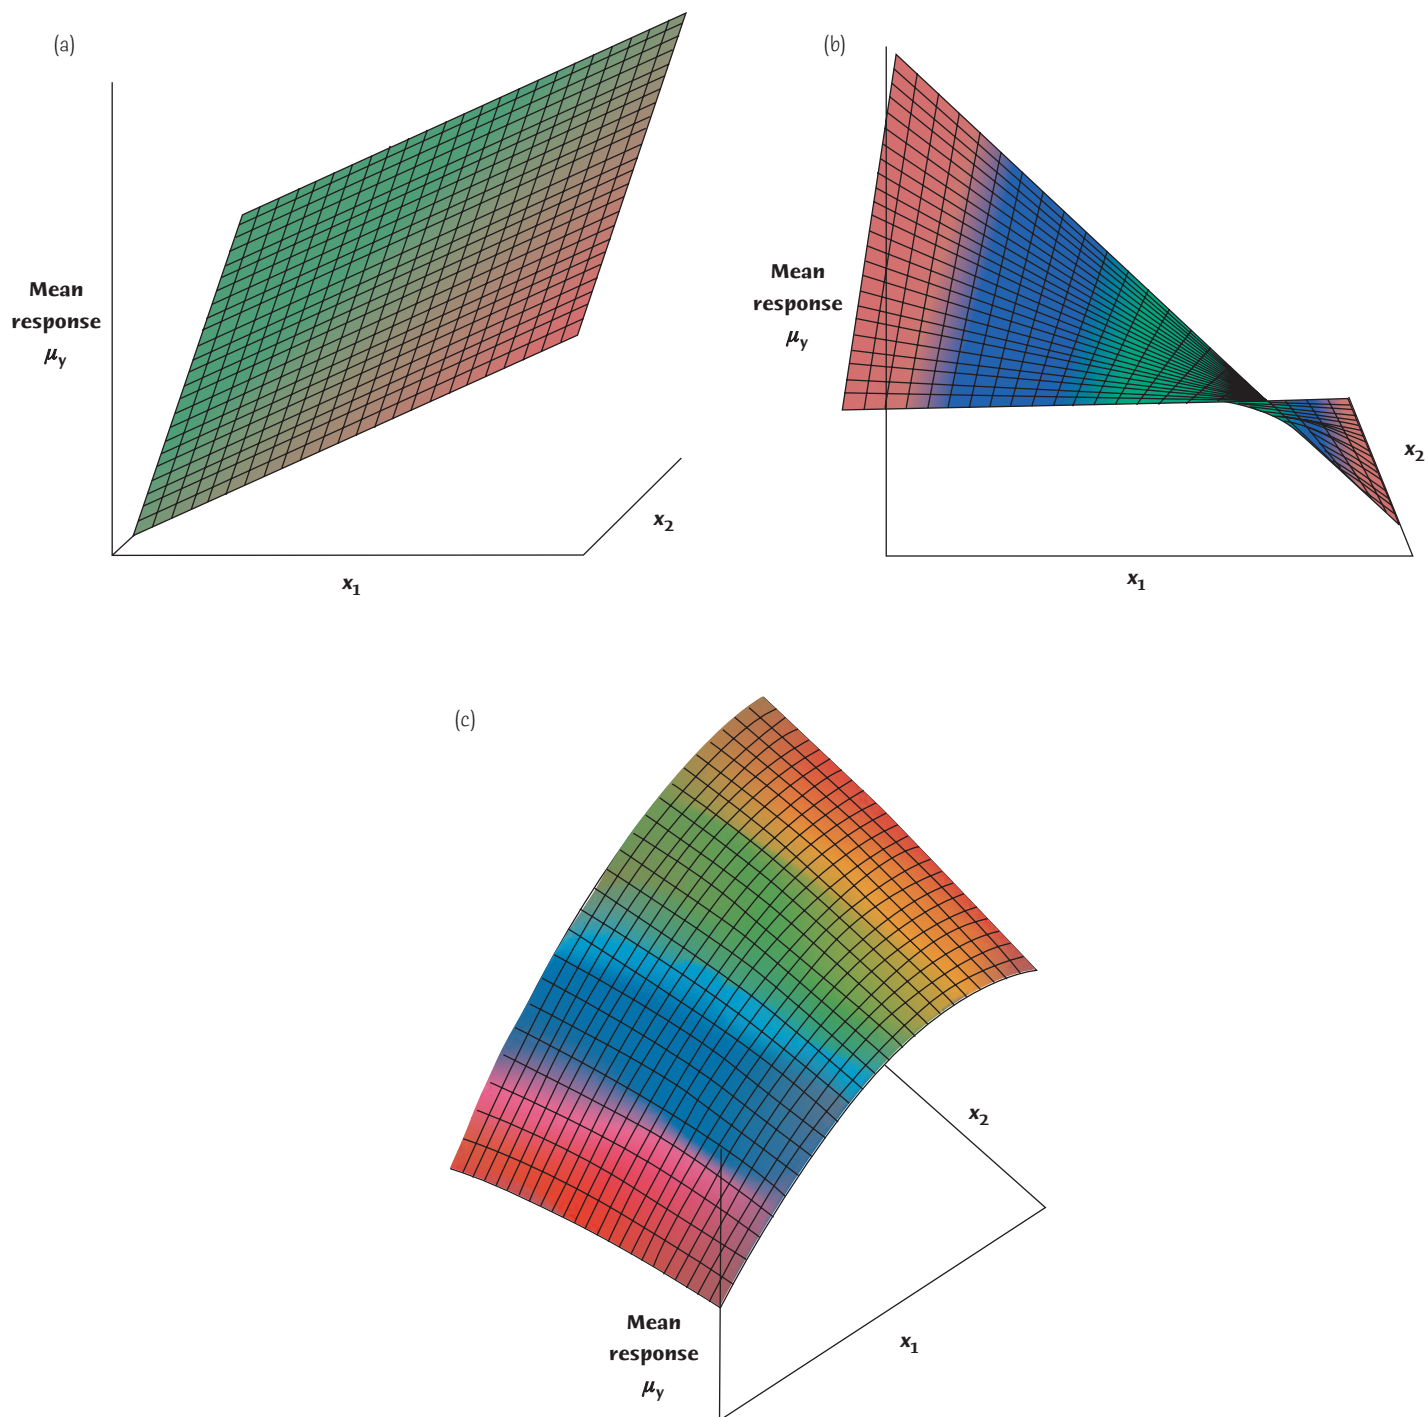 (a)
Mean
response
μy
x1
x2
(b)
Mean
response
μy
x1
x2
(c)
Mean
response
μy
x1
x2